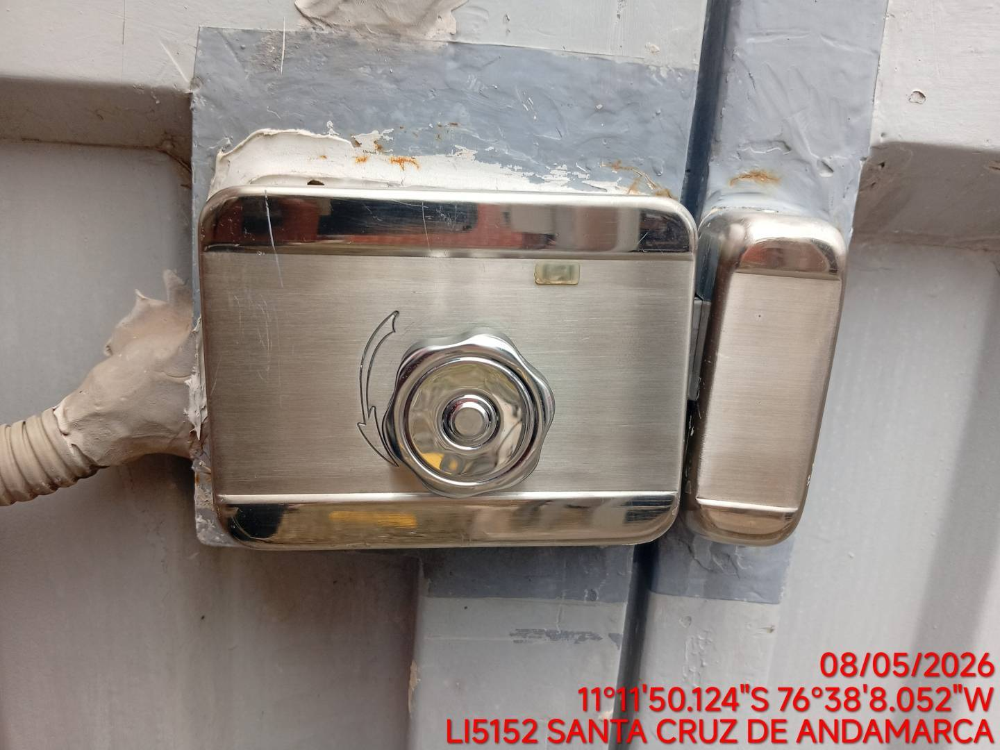 08/05/2026
11°11'50.124"S 76°38'8.052"W
LI5152 SANTA CRUZ DE ANDAMARCA